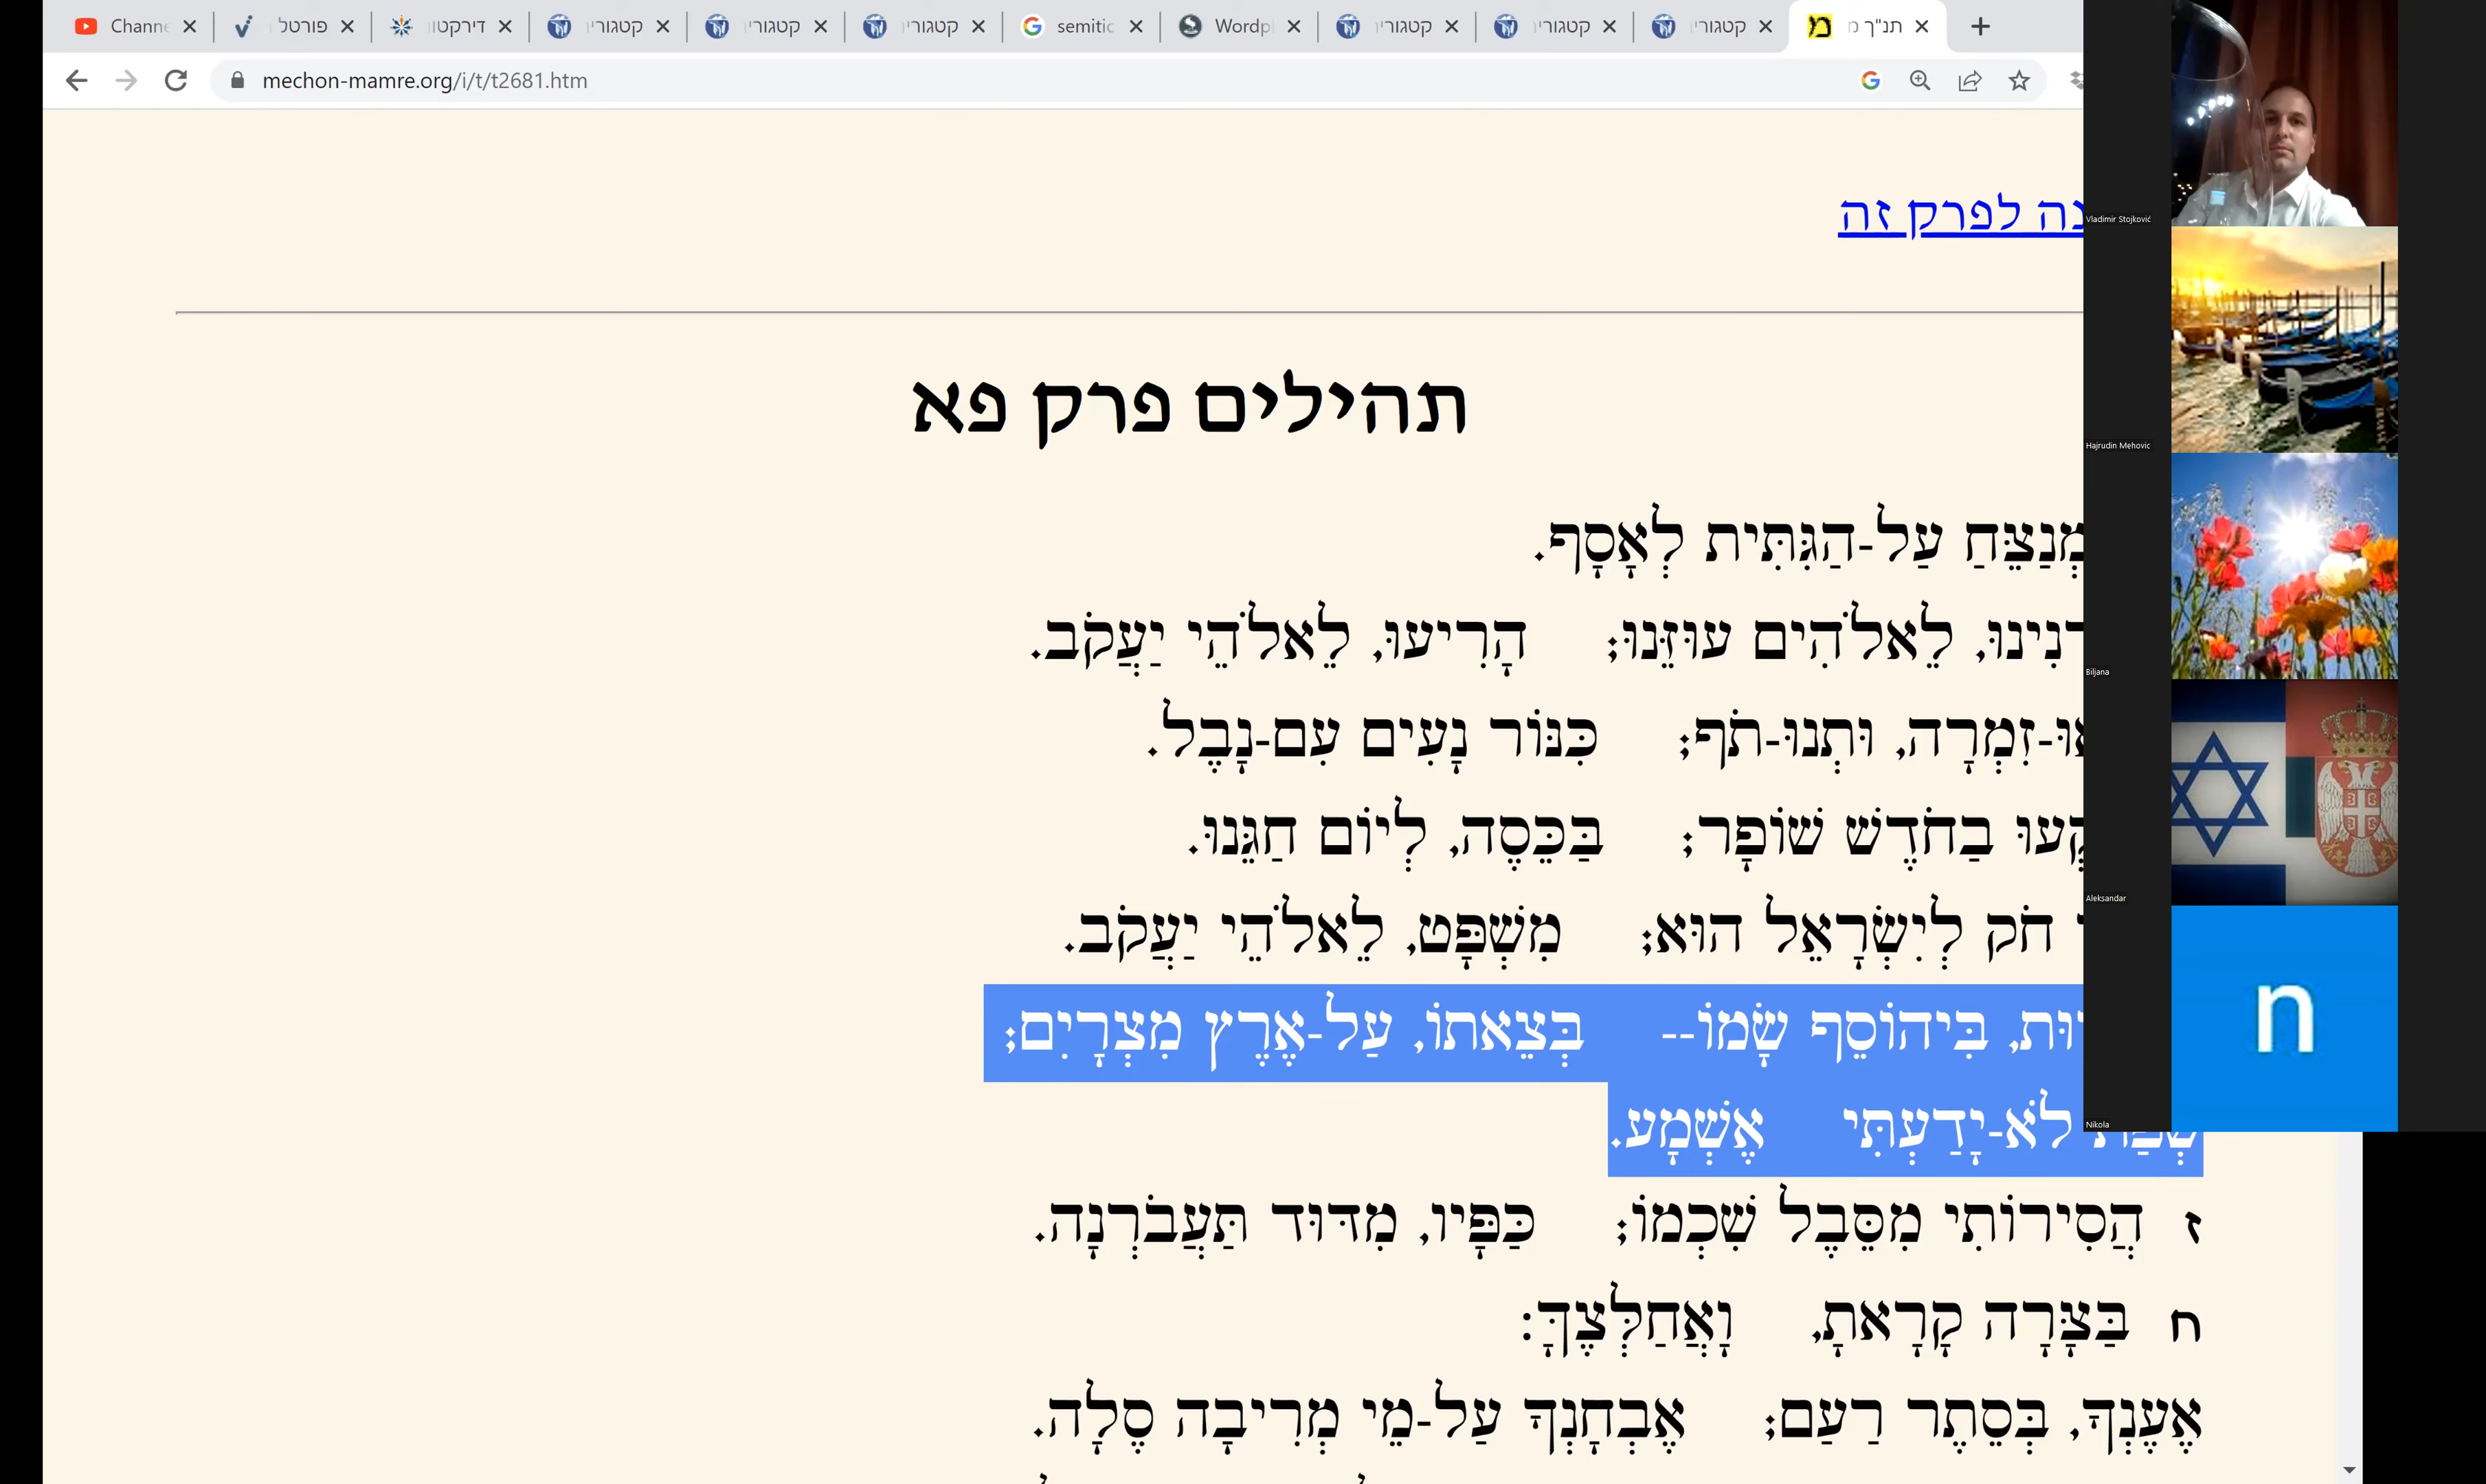 Channe פורטל דירקטו קטגורי קטגורי קטגורי semitic Wordp קטגורי קטגורי קטגורי תנ"ך מ
mechon-mamre.org/i/t/t2681.htm
לפרק זה
תהילים פרק פא
עַל-הַגִּתִּית לְאָסָף.
לֵאלֹהִים עוּזֵּנוּ; הָרִיעוּ, לֵאלֹהֵי יַעֲקֹב.
זִמְרָה, וּתְנוּ-תֹף; כִּנּוֹר נָעִים עִם-נָבֶל.
בַחֹדֶשׁ שׁוֹפָר; בַּכֵּסֶה, לְיוֹם חַגֵּנוּ.
חֹק לְיִשְׂרָאֵל הוּא; מִשְׁפָּט, לֵאלֹהֵי יַעֲקֹב.
בִּיהוֹסֵף שָׂמוֹ-- בְּצֵאתוֹ, עַל-אֶרֶץ מִצְרָיִם;
לֹא-יָדַעְתִּי אֶשְׁמָע.
ז הֲסִירוֹתִי מִסֵּבֶל שִׁכְמוֹ; כַּפָּיו, מִדּוּד תַּעֲבֹרְנָה.
ח בַּצָּרָה קָרָאתָ, וָאֲחַלְּצֶךָּ:
אֶעֶנְךָ, בְּסֵתֶר רַעַם; אֶבְחָנְךָ עַל-מֵי מְרִיבָה סֶלָה.
Vladimir Stojković
Hajrudin Mehovic
Biljana
Aleksandar
n
Nikola